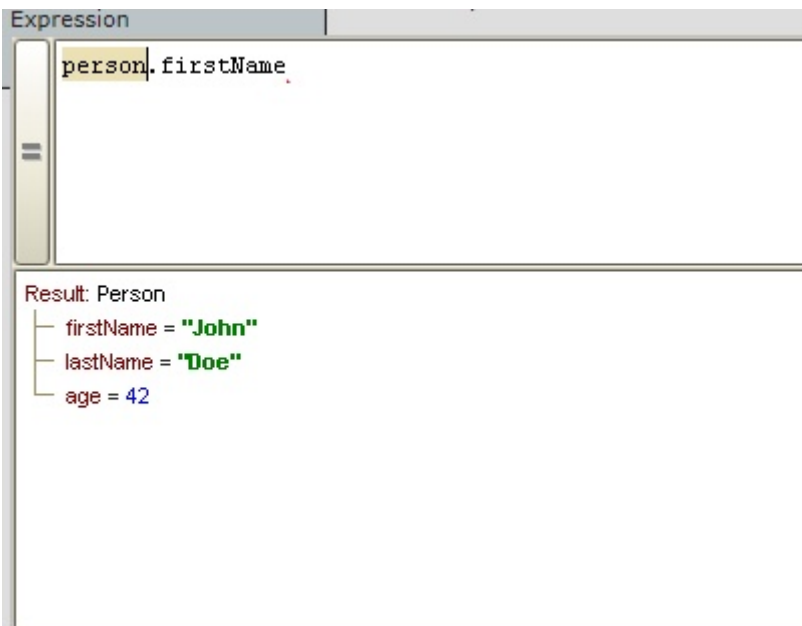 Expression
person.firstName
Result: Person
firstName = "John"
lastName = "Doe"
age = 42